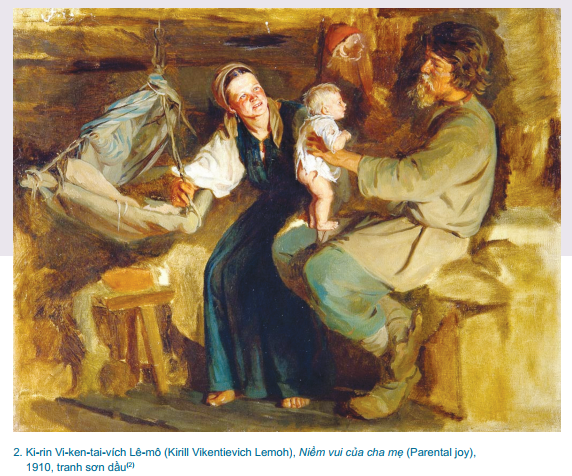 2. Ki-rin Vi-ken-tai-vích Lê-mô (Kirill Vikentievich Lemoh), Niềm vui của cha mẹ (Parental joy),
1910, tranh sơn dầu(2)